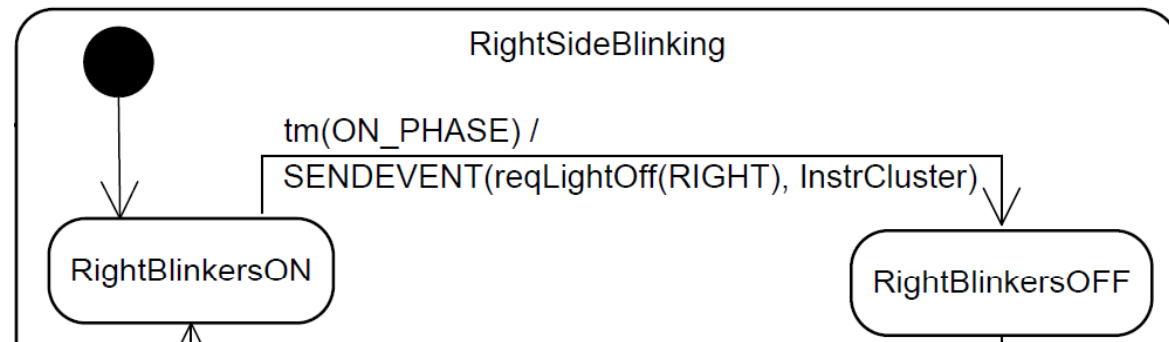 RightSideBlinking
tm(ON_PHASE) /
SENDEVENT(reqLightOff(RIGHT), InstrCluster)
RightBlinkersON
RightBlinkersOFF